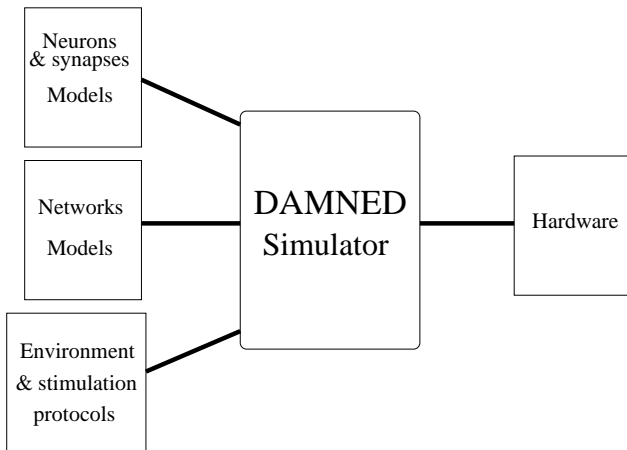 Neurons
& synapses
Models
Networks
Models
Environment
& stimulation
protocols
DAMNED
Simulator
Hardware